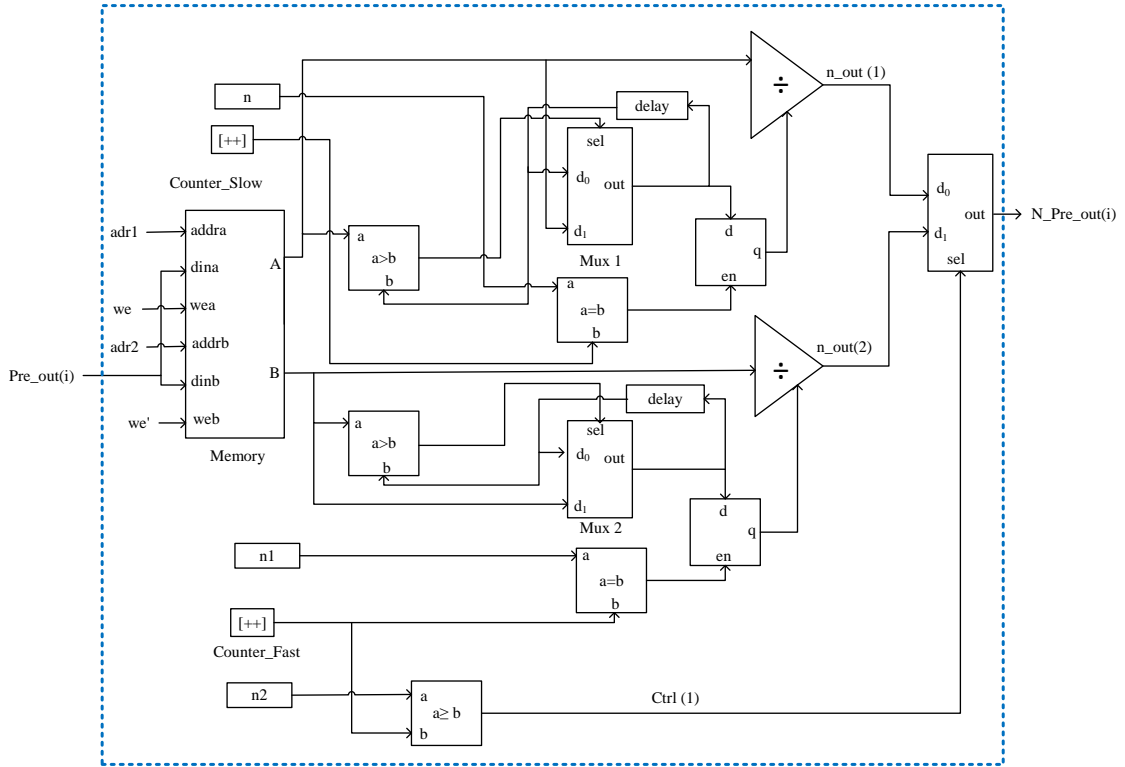 n_out (1)
÷
n
delay
[++]
sel
Counter_Slow
d0
out
d0
out
N_Pre_out(i)
adr1
addra
a
a>b
b
d1
Mux 1
d
q
en
d1
sel
A
dina
we
wea
a
a=b
b
adr2
addrb
n_out(2)
÷
Pre_out(i)
dinb
B
delay
we'
web
Memory
a
a>b
b
sel
d0
out
d1
Mux 2
d
q
en
n1
a
a=b
b
[++]
Counter_Fast
n2
a
a≥ b
b
Ctrl (1)